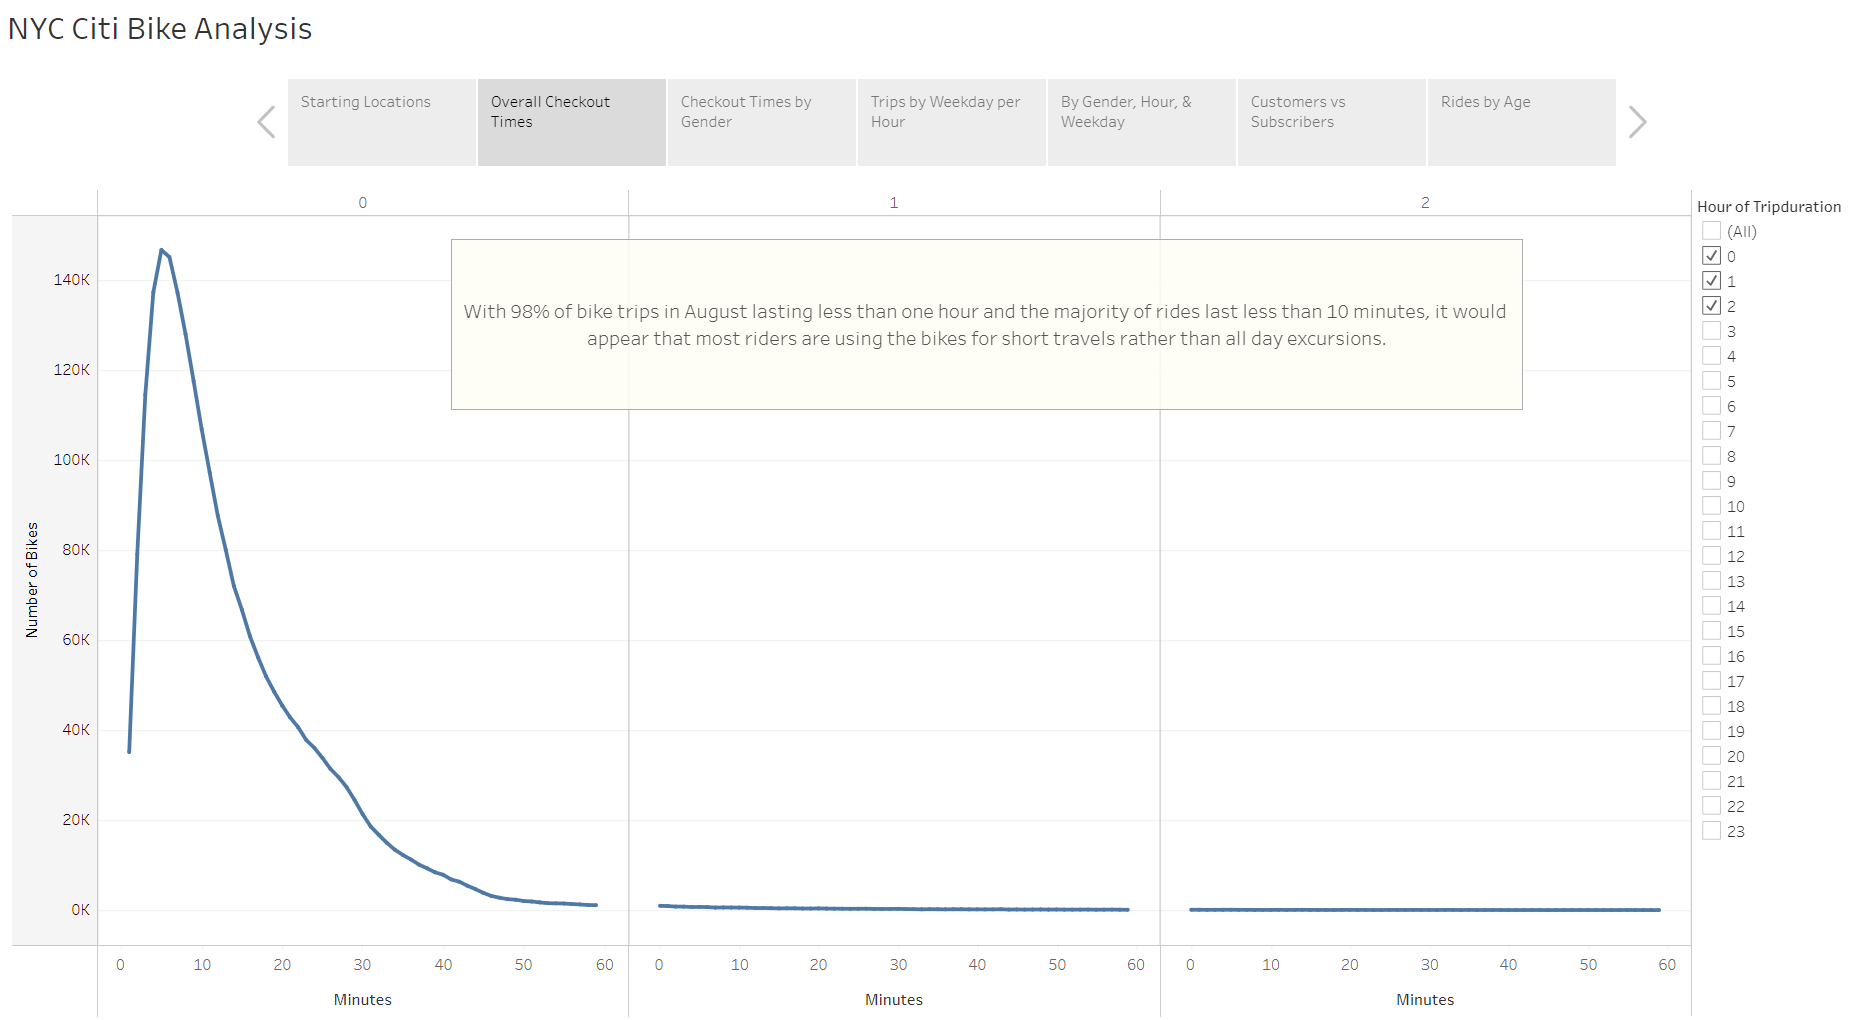 NYC Citi Bike Analysis
Starting Locations
Overall Checkout
Times
Checkout Times by
Gender
Trips by Weekday per
Hour
By Gender, Hour, &
Weekday
Customers vs
Subscribers
Rides by Age
0
1
2
Hour of Tripduration
(All)
0
1
2
3
4
5
6
7
8
9
10
11
12
13
14
15
16
17
18
19
20
21
22
23
With 98% of bike trips in August lasting less than one hour and the majority of rides last less than 10 minutes, it would
appear that most riders are using the bikes for short travels rather than all day excursions.
Number of Bikes
140K
120K
100K
80K
60K
40K
20K
0K
0 10 20 30 40 50 60
0 10 20 30 40 50 60
0 10 20 30 40 50 60
Minutes
Minutes
Minutes